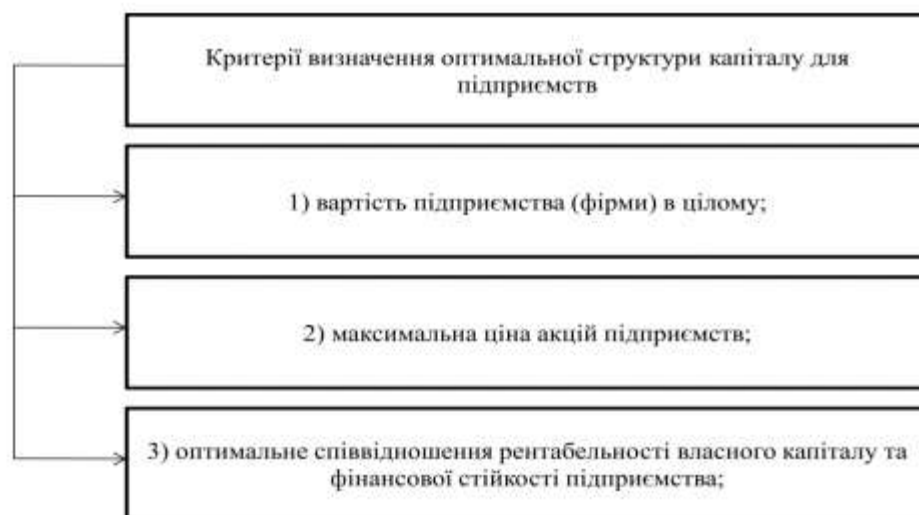 Критерії визначення оптимальної структури капіталу для
підприємств
1) вартість підприємства (фірми) в цілому;
2) максимальна ціна акцій підприємств;
3) оптимальне співвідношення рентабельності власного капіталу та
фінансової стійкості підприємства;